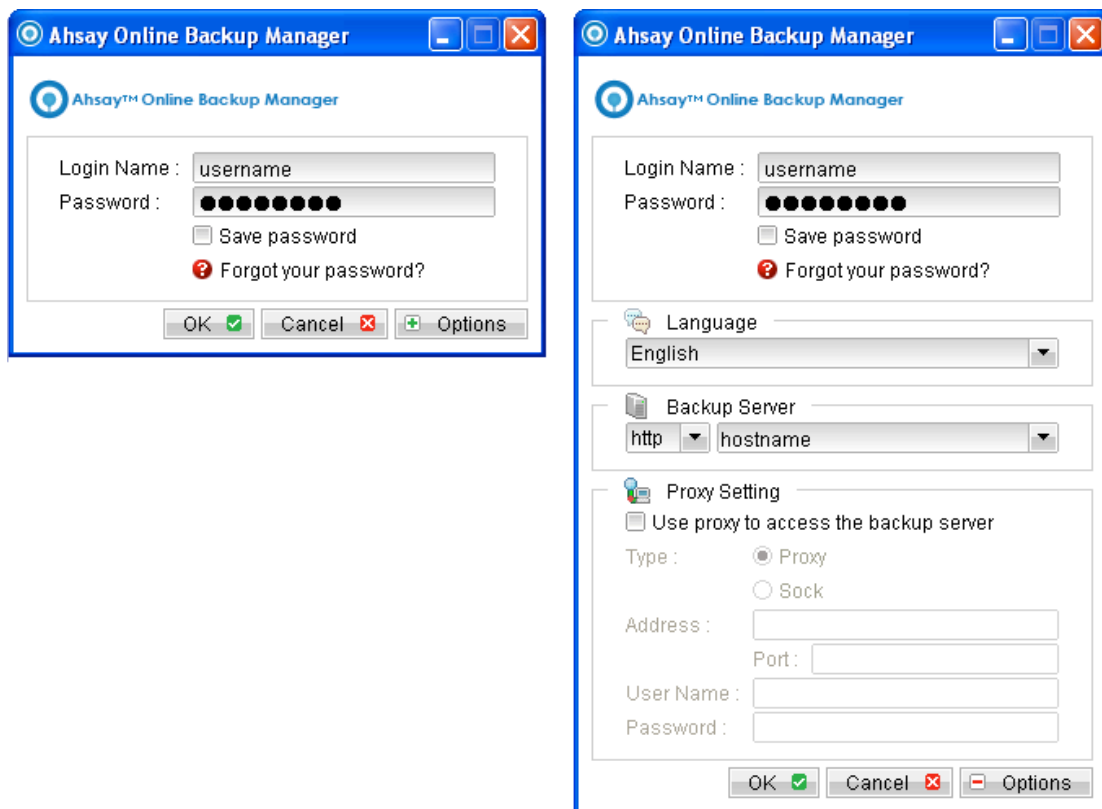 Ahsay Online Backup Manager
Ahsay™ Online Backup Manager
Login Name : username
Password : ●●●●●●●●
Save password
Forgot your password?
OK Cancel Options
Ahsay Online Backup Manager
Ahsay™ Online Backup Manager
Login Name : username
Password : ●●●●●●●●
Save password
Forgot your password?
Language
English
Backup Server
http hostname
Proxy Setting
Use proxy to access the backup server
Type : Proxy
Sock
Address :
Port :
User Name :
Password :
OK Cancel Options